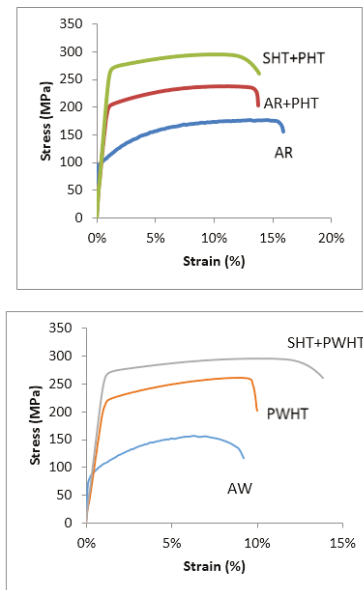 350
300
250
200
150
100
50
0
Stress (MPa)
SHT+PHT
AR+PHT
AR
0% 5% 10% 15% 20%
Strain (%)
350
300
250
200
150
100
50
0
Stress (MPa)
SHT+PWHT
PWHT
AW
0% 5% 10% 15%
Strain (%)